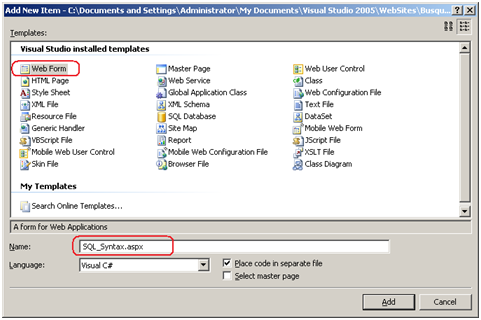 Add New Item - C:\Documents and Settings\Administrator\My Documents\Visual Studio 2005\WebSites\Busqu...
Templates:
Visual Studio installed templates
Web Form Master Page Web User Control
HTML Page Web Service Class
Style Sheet Global Application Class Web Configuration File
XML File XML Schema Text File
Resource File SQL Database DataSet
Generic Handler Site Map Mobile Web Form
VBScript File Report JScript File
Mobile Web User Control Mobile Web Configuration File XSLT File
Skin File Browser File Class Diagram
My Templates
Search Online Templates...
A form for Web Applications
Name: SQL_Syntax.aspx
Language: Visual C# Place code in separate file
Select master page
Add Cancel